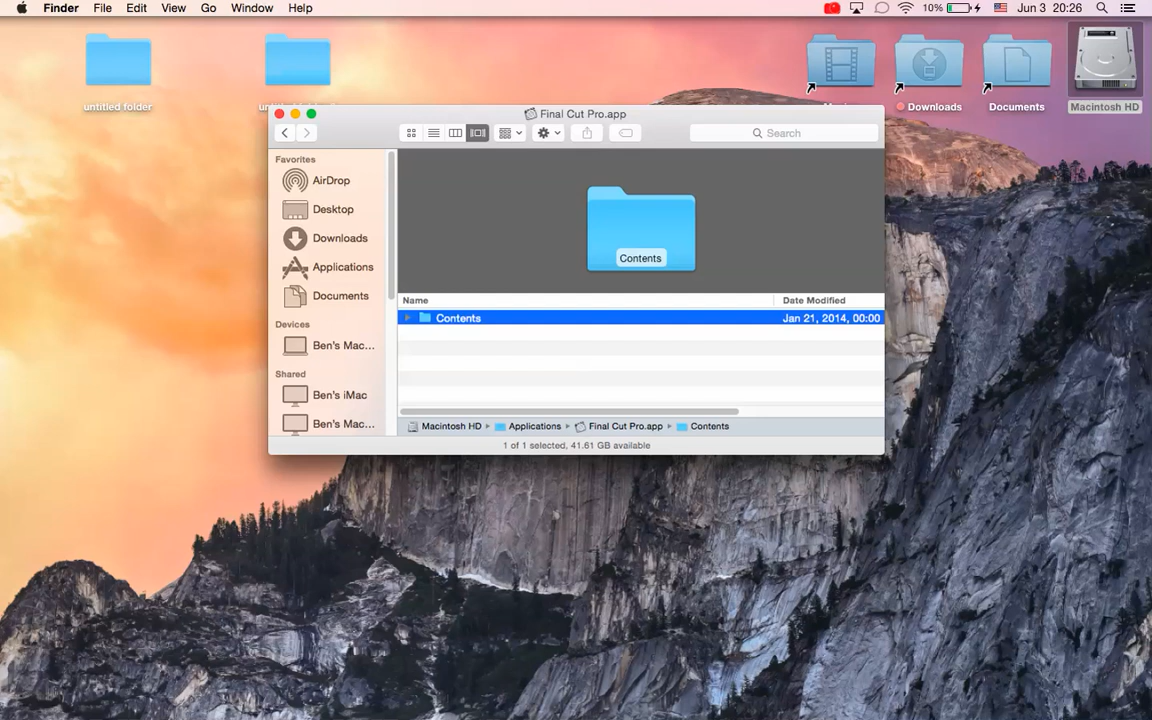 Finder File Edit View Go Window Help 10% Jun 3 20:26
untitled folder
Downloads Documents Macintosh HD
Final Cut Pro.app
Search
Favorites
AirDrop
Desktop
Downloads
Applications
Documents
Devices
Ben's Mac...
Shared
Ben's iMac
Ben's Mac...
Contents
Name Date Modified
Contents Jan 21, 2014, 00:00
Macintosh HD Applications Final Cut Pro.app Contents
1 of 1 selected, 41.61 GB available